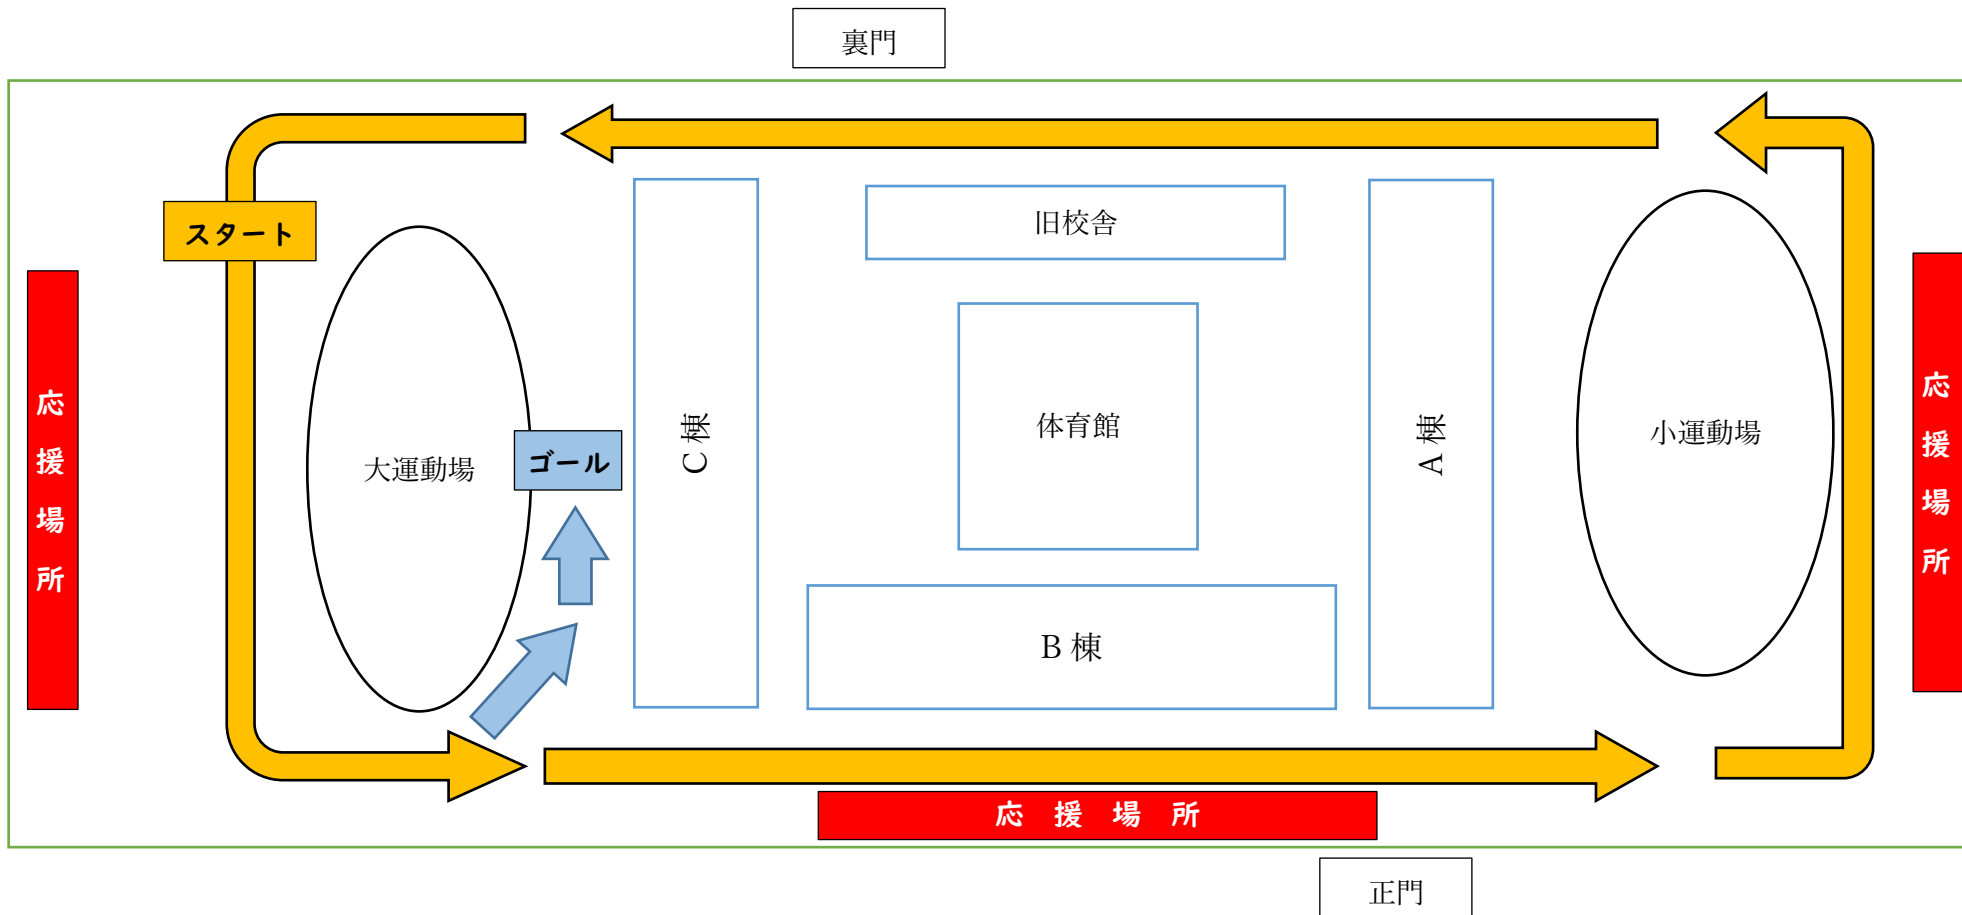 裏門
スタート
旧校舎
応援場所
大運動場
ゴール
C棟
体育館
A棟
小運動場
応援場所
B棟
応援場所
正門